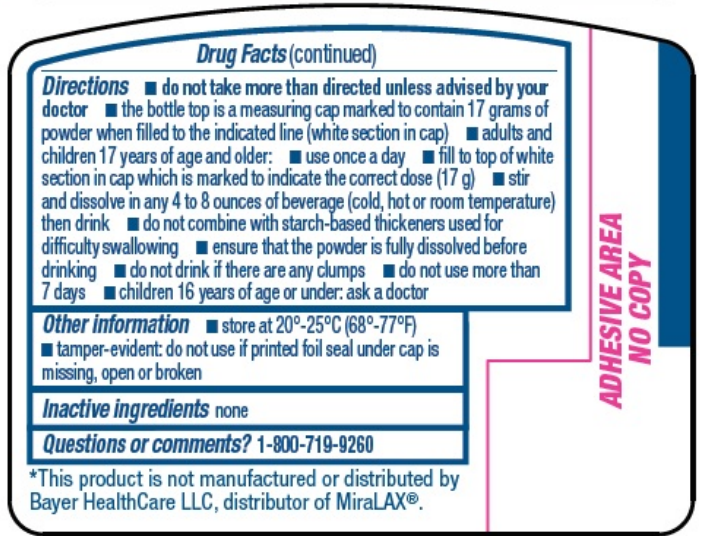 Drug Facts (continued)
Directions ■ do not take more than directed unless advised by your
doctor ■ the bottle top is a measuring cap marked to contain 17 grams of
powder when filled to the indicated line (white section in cap) ■ adults and
children 17 years of age and older: ■ use once a day ■ fill to top of white
section in cap which is marked to indicate the correct dose (17 g) ■ stir
and dissolve in any 4 to 8 ounces of beverage (cold, hot or room temperature)
then drink ■ do not combine with starch-based thickeners used for
difficulty swallowing ■ ensure that the powder is fully dissolved before
drinking ■ do not drink if there are any clumps ■ do not use more than
7 days ■ children 16 years of age or under: ask a doctor
Other information ■ store at 20°-25°C (68°-77°F)
■ tamper-evident: do not use if printed foil seal under cap is
missing, open or broken
Inactive ingredients none
Questions or comments? 1-800-719-9260
*This product is not manufactured or distributed by
Bayer HealthCare LLC, distributor of MiraLAX®.
ADHESIVE AREA
NO COPY